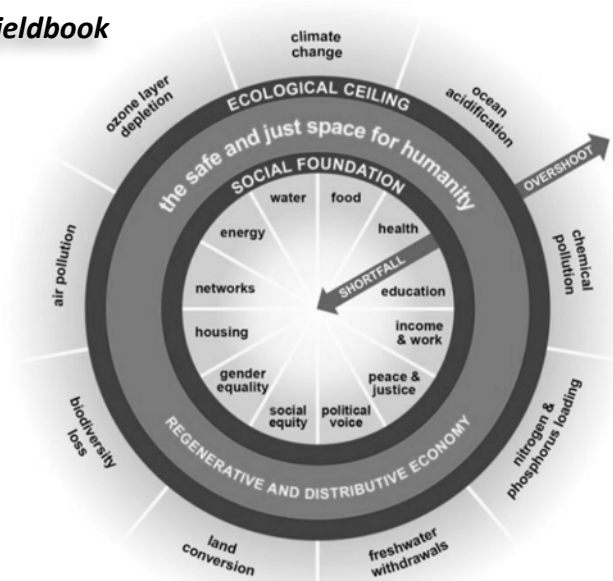 ieldbook
climate
change
ozone layer
depletion
ocean
acidification
ECOLOGICAL CEILING
the safe and just space for humanity
SOCIAL FOUNDATION
OVERSHOOT
water
food
energy
health
SHORTFALL
air pollution
chemical
pollution
networks
education
housing
income
& work
gender
equality
peace &
justice
social
equity
political
voice
biodiversity
loss
nitrogen &
phosphorus loading
REGENERATIVE AND DISTRIBUTIVE ECONOMY
land
conversion
freshwater
withdrawals